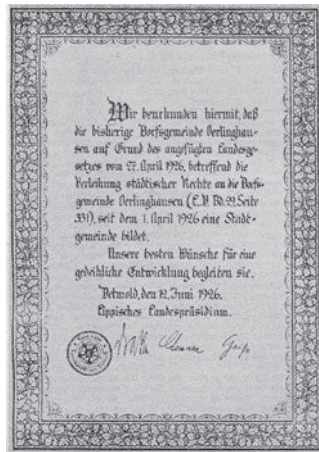 Wir beurkunden hiermit, daß
die bisherige Dorfgemeinde Oerlinghau-
sen auf Grund des angefügten Landesge-
setzes vom 27. April 1926, betreffend die
Verleihung städtischer Rechte an die Dorf-
gemeinde Oerlinghausen (L.V. Bd. 29 Seite
331), seit dem 1. April 1926 eine Stadt-
gemeinde bildet.
Unsere besten Wünsche für eine
gedeihliche Entwicklung begleiten sie.
Detmold, den 12. Juni 1926.
Lippisches Landespräsidium.